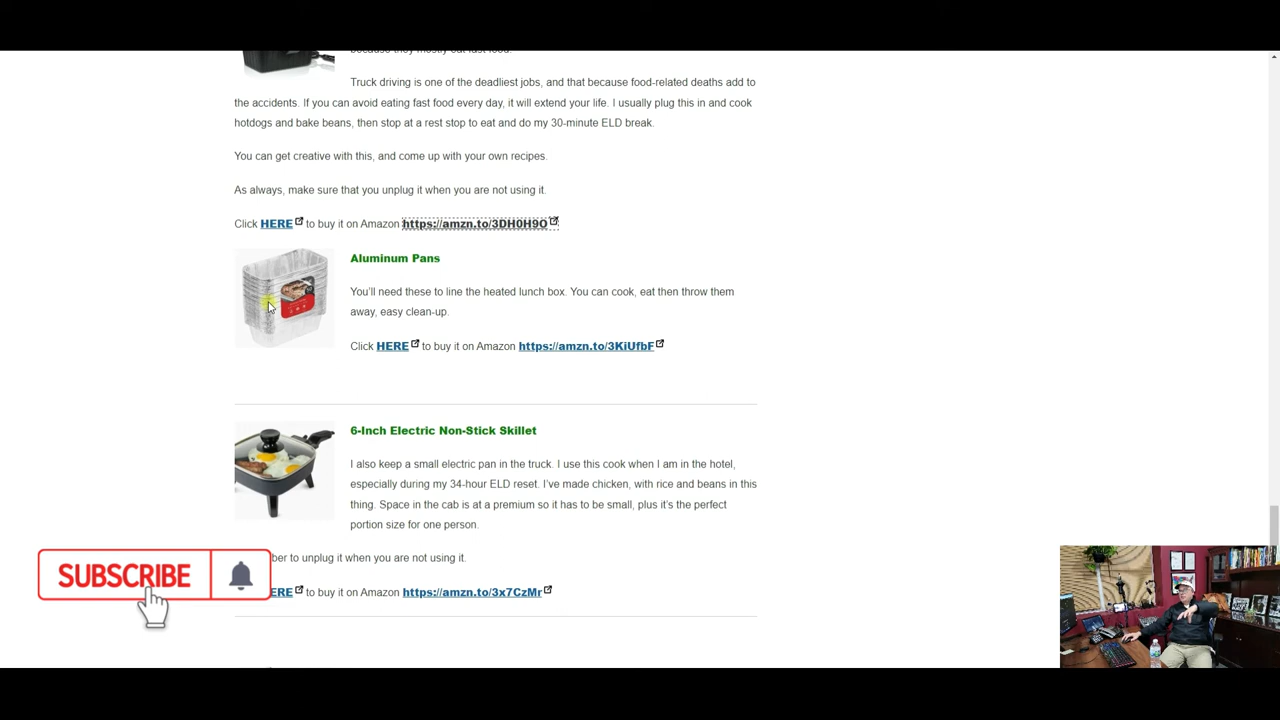 because they mostly eat fast food.
Truck driving is one of the deadliest jobs, and that because food-related deaths add to
the accidents. If you can avoid eating fast food every day, it will extend your life. I usually plug this in and cook
hotdogs and bake beans, then stop at a rest stop to eat and do my 30-minute ELD break.
You can get creative with this, and come up with your own recipes.
As always, make sure that you unplug it when you are not using it.
Click HERE to buy it on Amazon https://amzn.to/3DH0H9O
Aluminum Pans
You'll need these to line the heated lunch box. You can cook, eat then throw them
away, easy clean-up.
Click HERE to buy it on Amazon https://amzn.to/3KiUfbF
6-Inch Electric Non-Stick Skillet
I also keep a small electric pan in the truck. I use this cook when I am in the hotel,
especially during my 34-hour ELD reset. I've made chicken, with rice and beans in this
thing. Space in the cab is at a premium so it has to be small, plus it's the perfect
portion size for one person.
ber to unplug it when you are not using it.
ERE to buy it on Amazon https://amzn.to/3x7CzMr
SUBSCRIBE